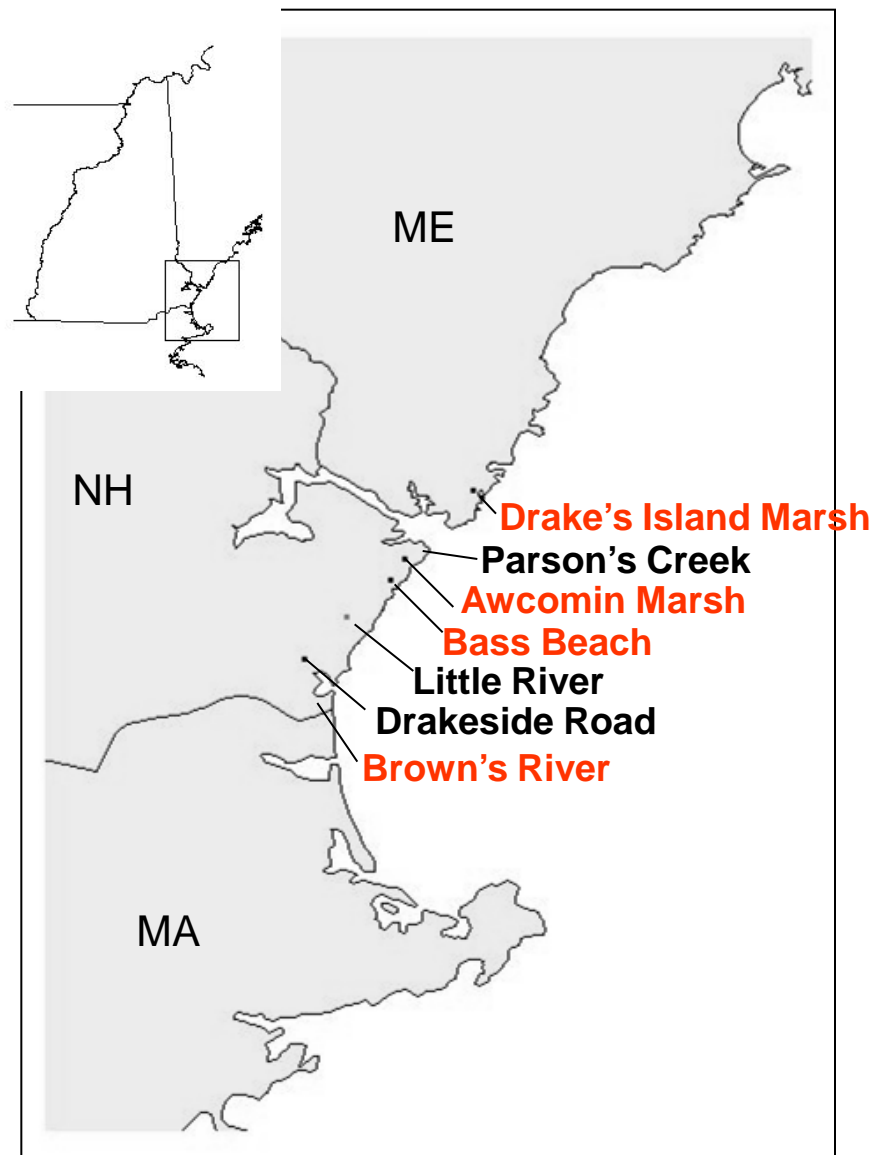 ME
NH
Drake’s Island Marsh
Parson’s Creek
Awcomin Marsh
Bass Beach
Little River
Drakeside Road
Brown’s River
MA